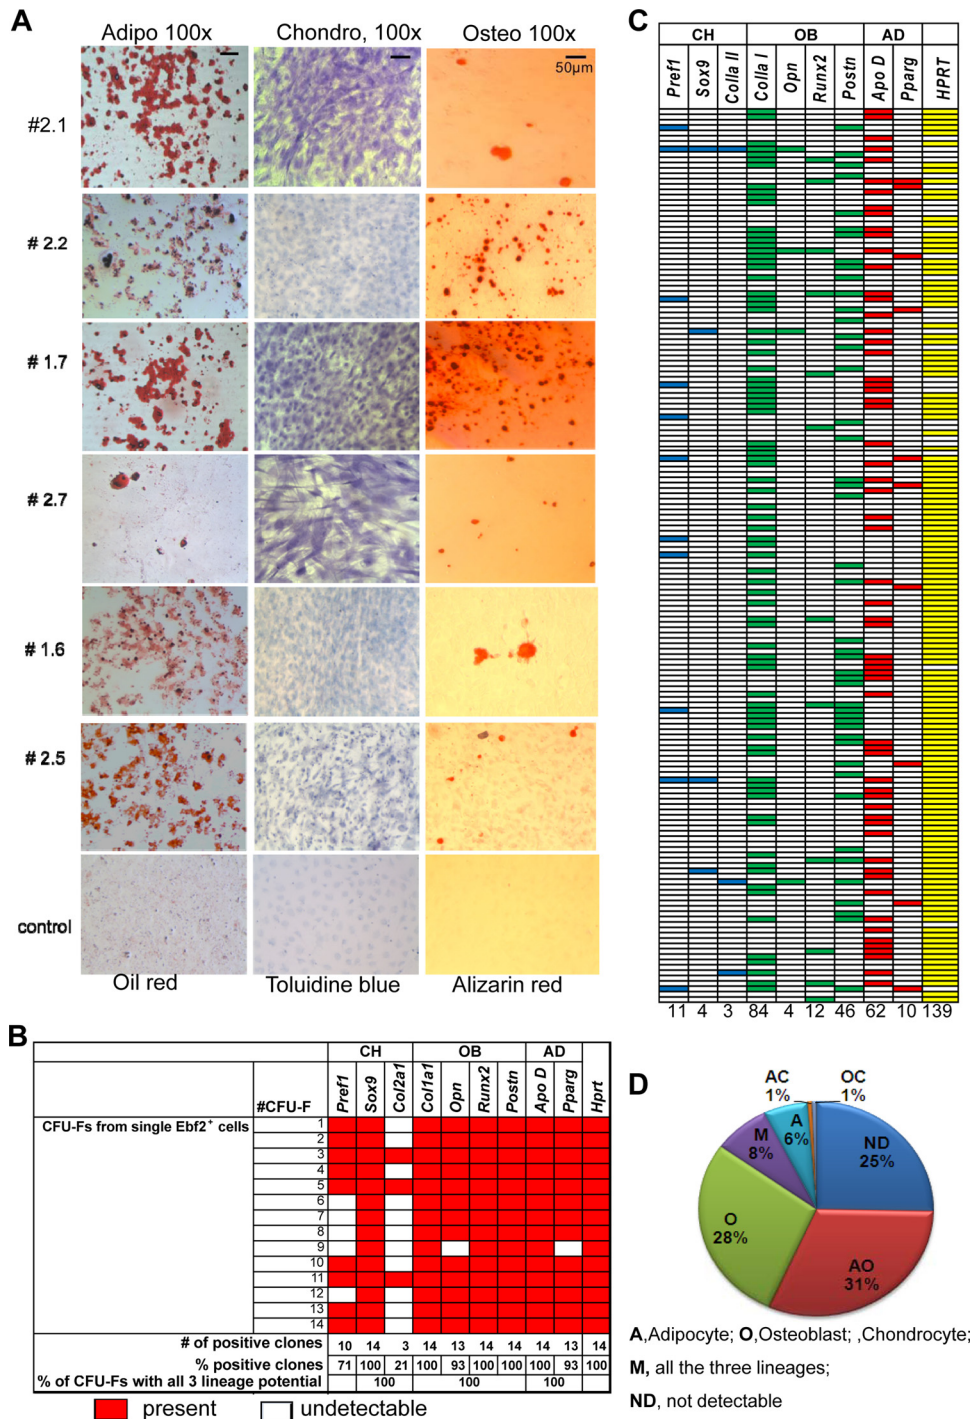 A
Adipo 100x Chondro, 100x Osteo 100x
50µm
#2.1
# 2.2
# 1.7
# 2.7
# 1.6
# 2.5
control
Oil red Toluidine blue Alizarin red
B
CH OB AD
#CFU-F Pref1 Sox9 Col2a1 Col1a1 Opn Runx2 Postn Apo D Pparg Hprt
CFU-Fs from single Ebf2⁺ cells 1
2
3
4
5
6
7
8
9
10
11
12
13
14
# of positive clones 10 14 3 14 13 14 14 14 13 14
% positive clones 71 100 21 100 93 100 100 100 93 100
% of CFU-Fs with all 3 lineage potential 100 100 100
present undetectable
C
CH OB AD
Pref1 Sox9 Colla II Colla I Opn Runx2 Postn Apo D Pparg HPRT
11 4 3 84 4 12 46 62 10 139
D
AC 1%
OC 1%
A 6%
M 8%
ND 25%
O 28%
AO 31%
A,Adipocyte; O,Osteoblast; ,Chondrocyte;
M, all the three lineages;
ND, not detectable